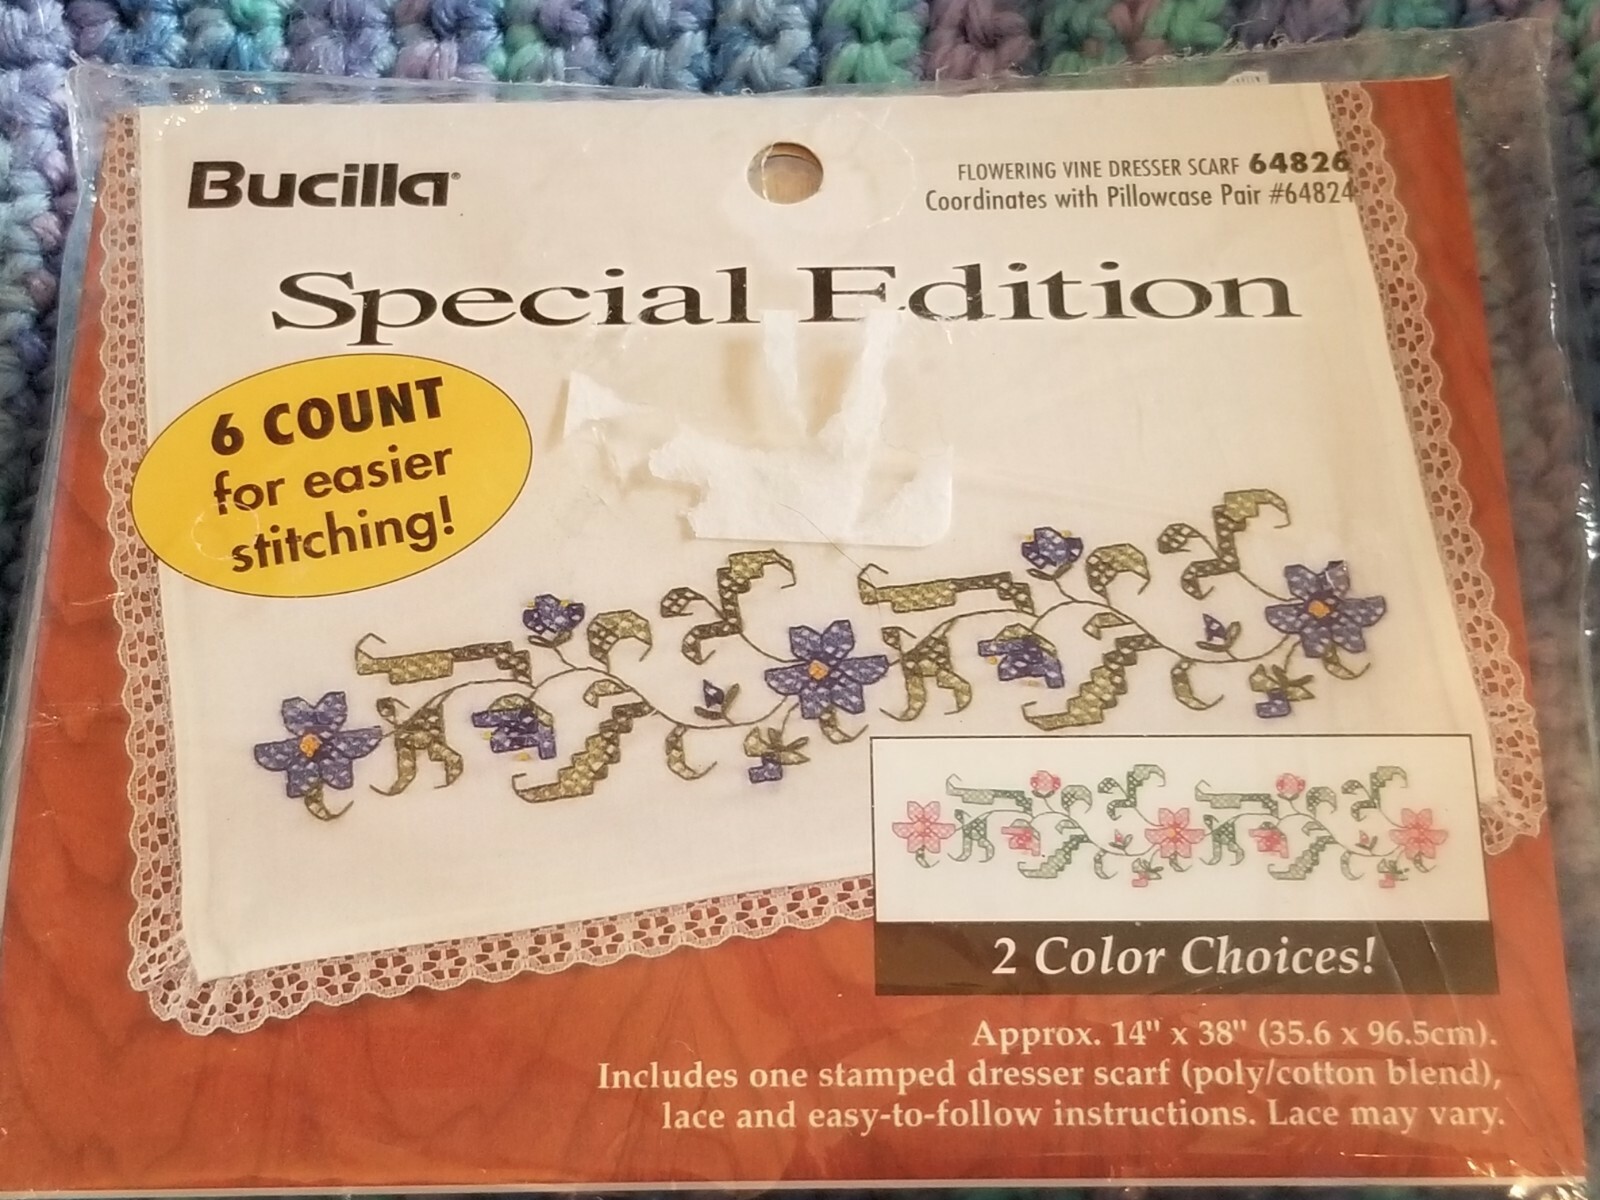 Bucilla®
FLOWERING VINE DRESSER SCARF 64826
Coordinates with Pillowcase Pair #64824
Special Edition
6 COUNT
for easier
stitching!
2 Color Choices!
Approx. 14" x 38" (35.6 x 96.5cm).
Includes one stamped dresser scarf (poly/cotton blend),
lace and easy-to-follow instructions. Lace may vary.